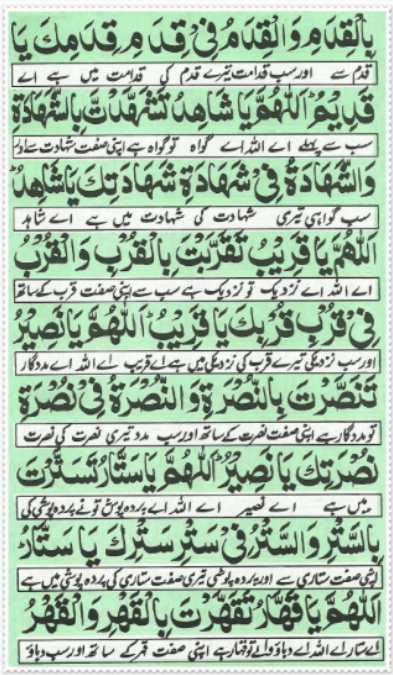 بِالْقِدَمِ وَالْقِدَمُ فِیْ قِدَمِ قِدَمِكَ یَا
قدم سے اور سب قدامت تیرے قدم کی قدامت میں ہے اے
قَدِیْمُ اَللّٰهُمَّ یَا شَاهِدُ تَشَهَّدْتَّ بِالشَّهَادَةِ
سب سے پہلے اے اللہ اے گواہ تو گواہ ہے اپنی صفت شہادت سے اور
وَالشَّهَادَةُ فِیْ شَهَادَةِ شَهَادَتِكَ یَا شَاهِدُ
سب گواہی تیری شہادت کی شہادت میں ہے اے شاہد
اَللّٰهُمَّ یَا قَرِیْبُ تَقَرَّبْتَ بِالْقُرْبِ وَالْقُرْبُ
اے اللہ اے نزدیک تو نزدیک ہے سب سے اپنی صفت قرب کے ساتھ
فِیْ قُرْبِ قُرْبِكَ یَا قَرِیْبُ اَللّٰهُمَّ یَا نَصِیْرُ
اور سب نزدیکی تیرے قرب کی نزدیکی میں ہے اے قریب اے اللہ اے مددگار
تَنَصَّرْتَ بِالنُّصْرَةِ وَ النُّصْرَةُ فِیْ نُصْرَةِ
تو مددگار ہے اپنی صفت نصرت کے ساتھ اور سب مدد تیری نصرت کی نصرت
نُصْرَتِكَ یَا نَصِیْرُ اَللّٰهُمَّ یَا سَتَّارُ تَسَتَّرْتَ
میں ہے اے نصیر اے اللہ اے پردہ پوش تو نے پردہ پوشی کی
بِالسَّتْرِ وَالسَّتْرُ فِیْ سَتْرِ سَتْرِكَ یَا سَتَّارُ
اپنی صفت ستاری سے اور پردہ پوشی تیری صفت ستاری کی پردہ پوشی میں ہے
اَللّٰهُمَّ یَا قَهَّارُ تَقَهَّرْتَ بِالْقَهْرِ وَالْقَهْرُ
اے ستار اے اللہ اے دباؤ والے تو قہار ہے اپنی صفت قہر کے ساتھ اور سب دباؤ